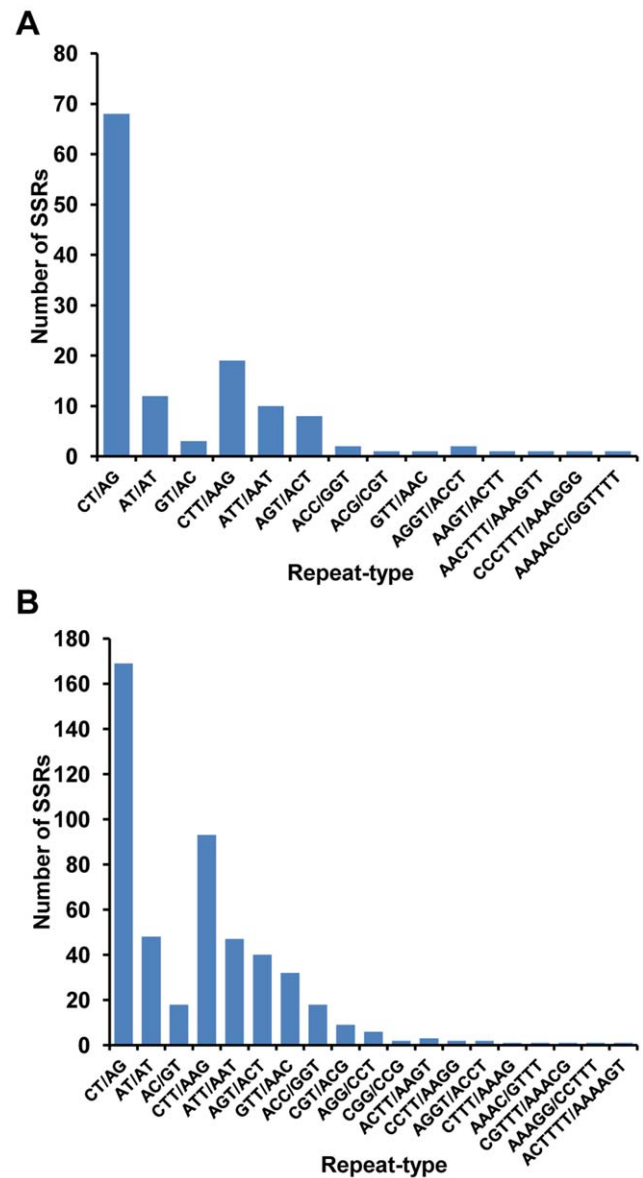 A
80
70
60
50
40
30
20
10
0
Number of SSRs
CT/AG
AT/AT
GT/AC
CTT/AAG
ATT/AAT
AGT/ACT
ACC/GGT
ACG/CGT
GTT/AAC
AGGT/ACCT
AAGT/ACTT
AACTTT/AAAGTT
CCCTTT/AAAGGG
AAAACC/GGTTTT
Repeat-type
B
180
160
140
120
100
80
60
40
20
0
Number of SSRs
CT/AG
AT/AT
AC/GT
CTT/AAG
ATT/AAT
AGT/ACT
GTT/AAC
ACC/GGT
CGT/ACG
AGG/CCT
CGG/CCG
ACTT/AAGT
CCTT/AAGG
AGGT/ACCT
CTTT/AAAG
AAAC/GTTT
CGTTT/AAACG
AAAGG/CCTTT
ACTTTT/AAAAGT
Repeat-type